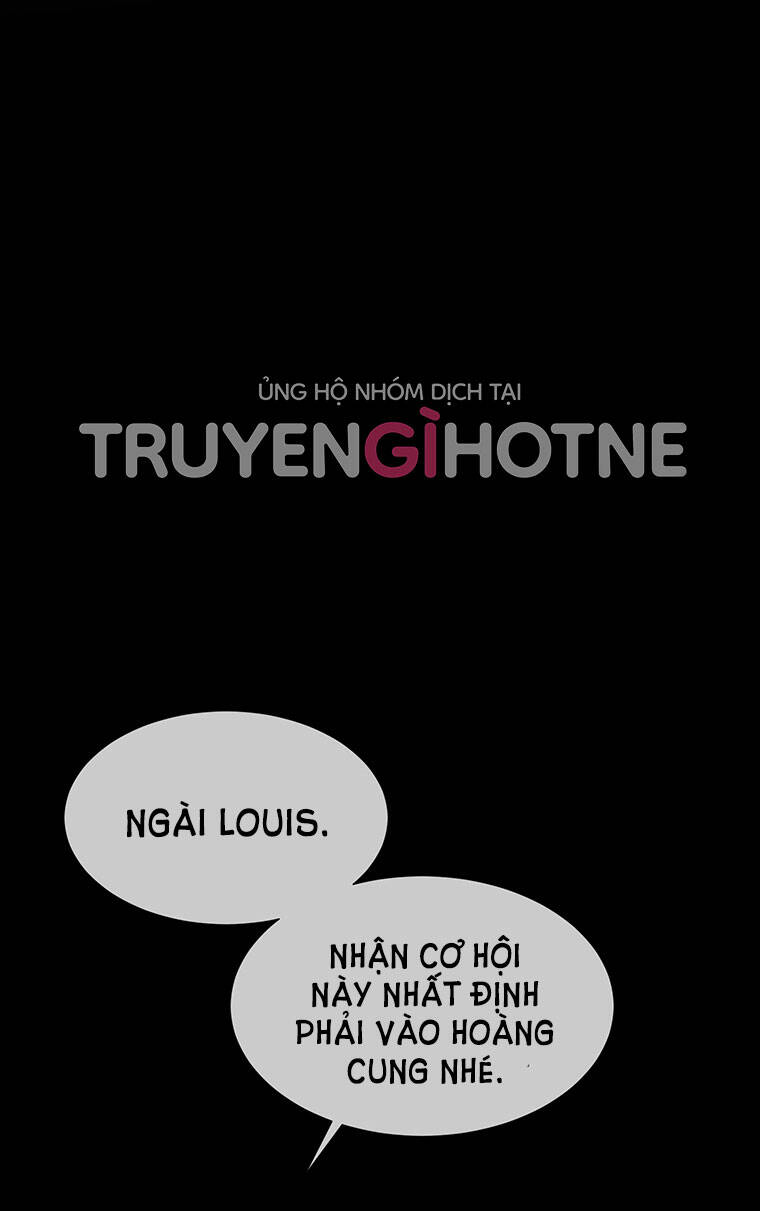 ỦNG HỘ NHÓM DỊCH TẠI
TRUYENGÌHOTNE
NGÀI LOUIS.
NHẬN CƠ HỘI
NÀY NHẤT ĐỊNH
PHẢI VÀO HOÀNG
CUNG NHÉ.